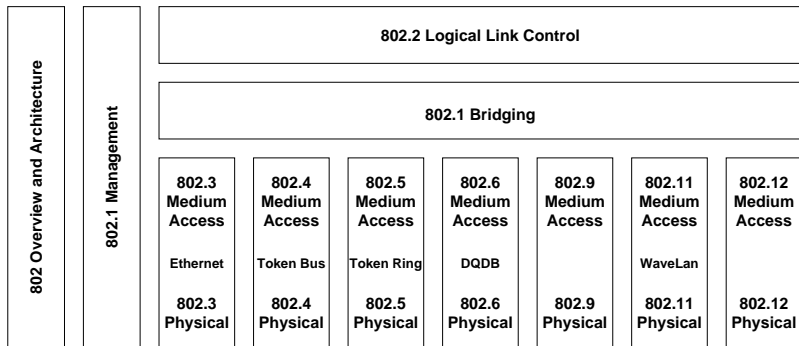 802 Overview and Architecture
802.1 Management
802.2 Logical Link Control
802.1 Bridging
802.3
Medium
Access
Ethernet
802.3
Physical
802.4
Medium
Access
Token Bus
802.4
Physical
802.5
Medium
Access
Token Ring
802.5
Physical
802.6
Medium
Access
DQDB
802.6
Physical
802.9
Medium
Access
802.9
Physical
802.11
Medium
Access
WaveLan
802.11
Physical
802.12
Medium
Access
802.12
Physical